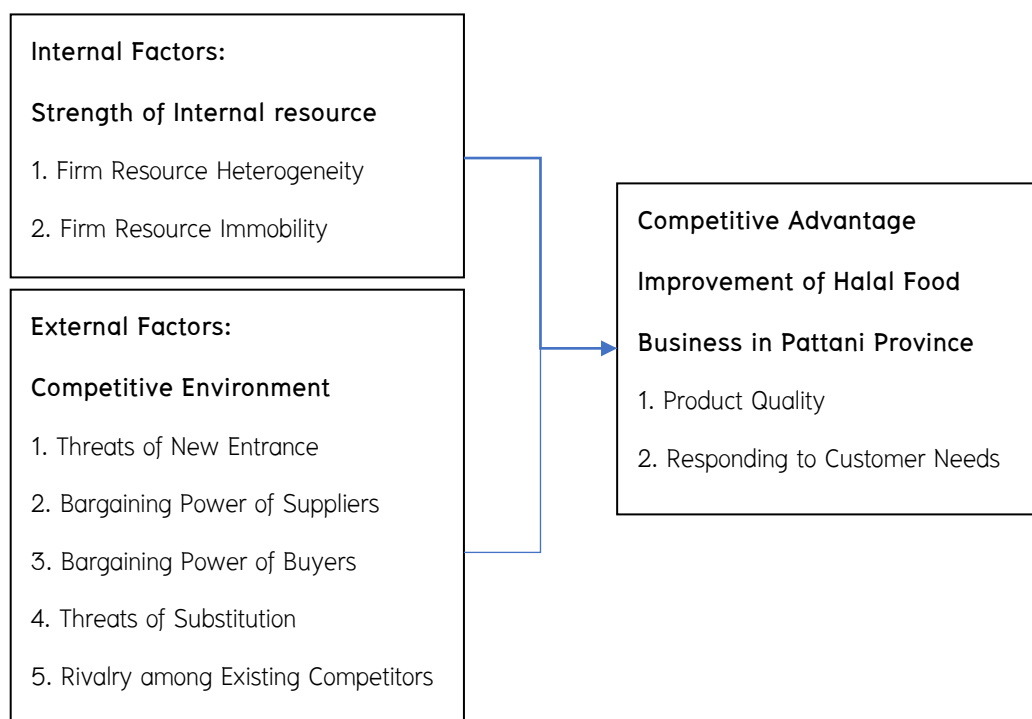 Internal Factors:
Strength of Internal resource
1. Firm Resource Heterogeneity
2. Firm Resource Immobility
External Factors:
Competitive Environment
1. Threats of New Entrance
2. Bargaining Power of Suppliers
3. Bargaining Power of Buyers
4. Threats of Substitution
5. Rivalry among Existing Competitors
Competitive Advantage
Improvement of Halal Food
Business in Pattani Province
1. Product Quality
2. Responding to Customer Needs